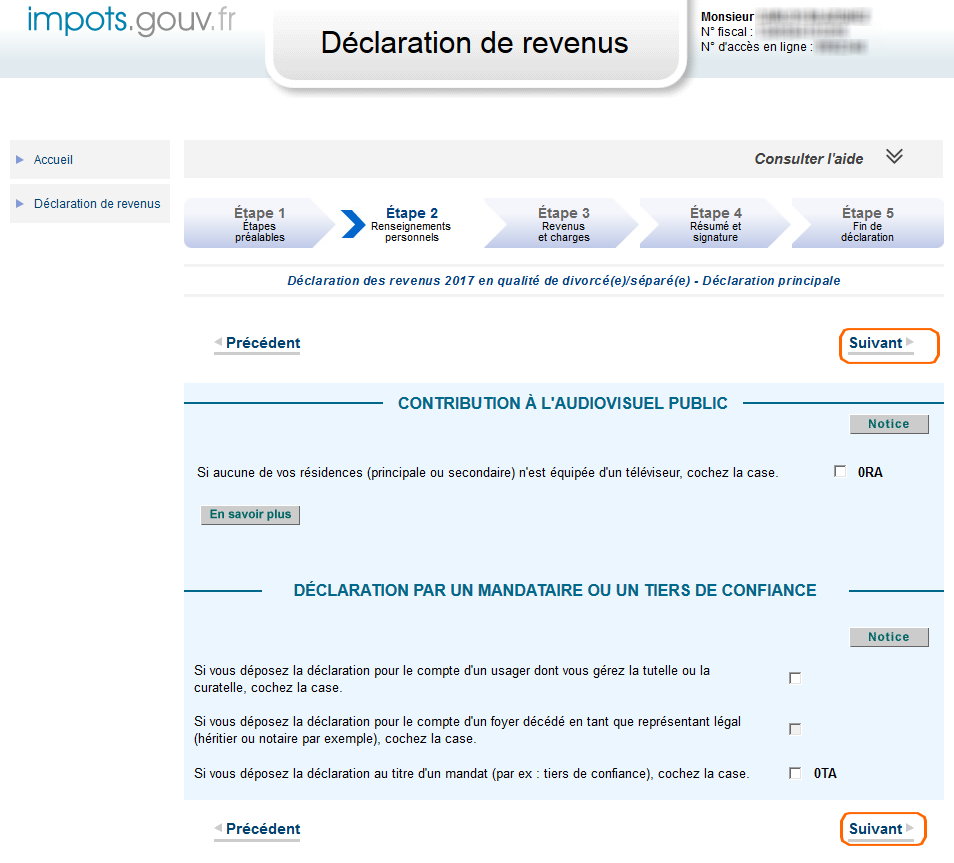 impots.gouv.fr
Déclaration de revenus
Monsieur
N° fiscal :
N° d'accès en ligne :
Accueil
Déclaration de revenus
Consulter l'aide
Étape 1
Étapes
préalables
Étape 2
Renseignements
personnels
Étape 3
Revenus
et charges
Étape 4
Résumé et
signature
Étape 5
Fin de
déclaration
Déclaration des revenus 2017 en qualité de divorcé(e)/séparé(e) - Déclaration principale
Précédent
Suivant
CONTRIBUTION À L'AUDIOVISUEL PUBLIC
Notice
Si aucune de vos résidences (principale ou secondaire) n'est équipée d'un téléviseur, cochez la case.
0RA
En savoir plus
DÉCLARATION PAR UN MANDATAIRE OU UN TIERS DE CONFIANCE
Notice
Si vous déposez la déclaration pour le compte d'un usager dont vous gérez la tutelle ou la
curatelle, cochez la case.
Si vous déposez la déclaration pour le compte d'un foyer décédé en tant que représentant légal
(héritier ou notaire par exemple), cochez la case.
Si vous déposez la déclaration au titre d'un mandat (par ex : tiers de confiance), cochez la case.
0TA
Précédent
Suivant